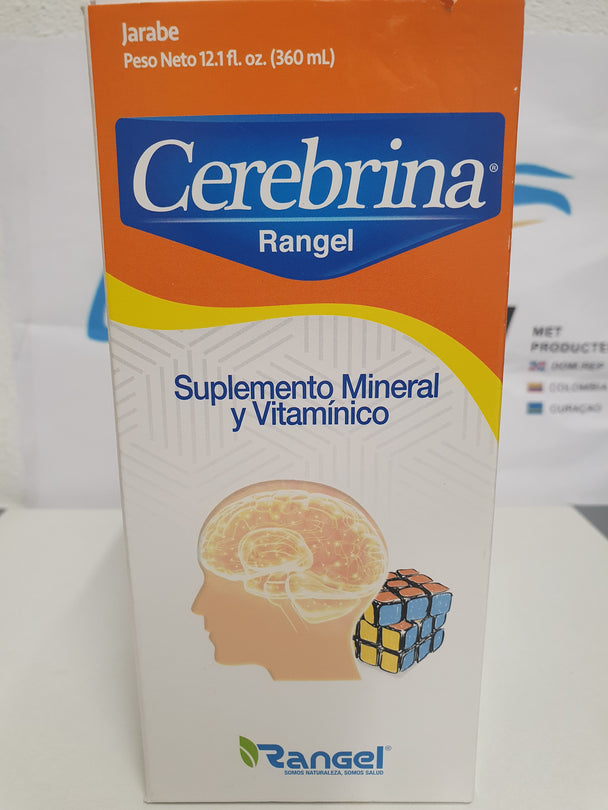 Jarabe
Peso Neto 12.1 fl. oz. (360 mL)
Cerebrina®
Rangel
MET
PRODUCTE
DOM-REP
COLOMBIA
CURAÇAO
Suplemento Mineral
y Vitamínico
Rangel®
SOMOS NATURALEZA, SOMOS SALUD